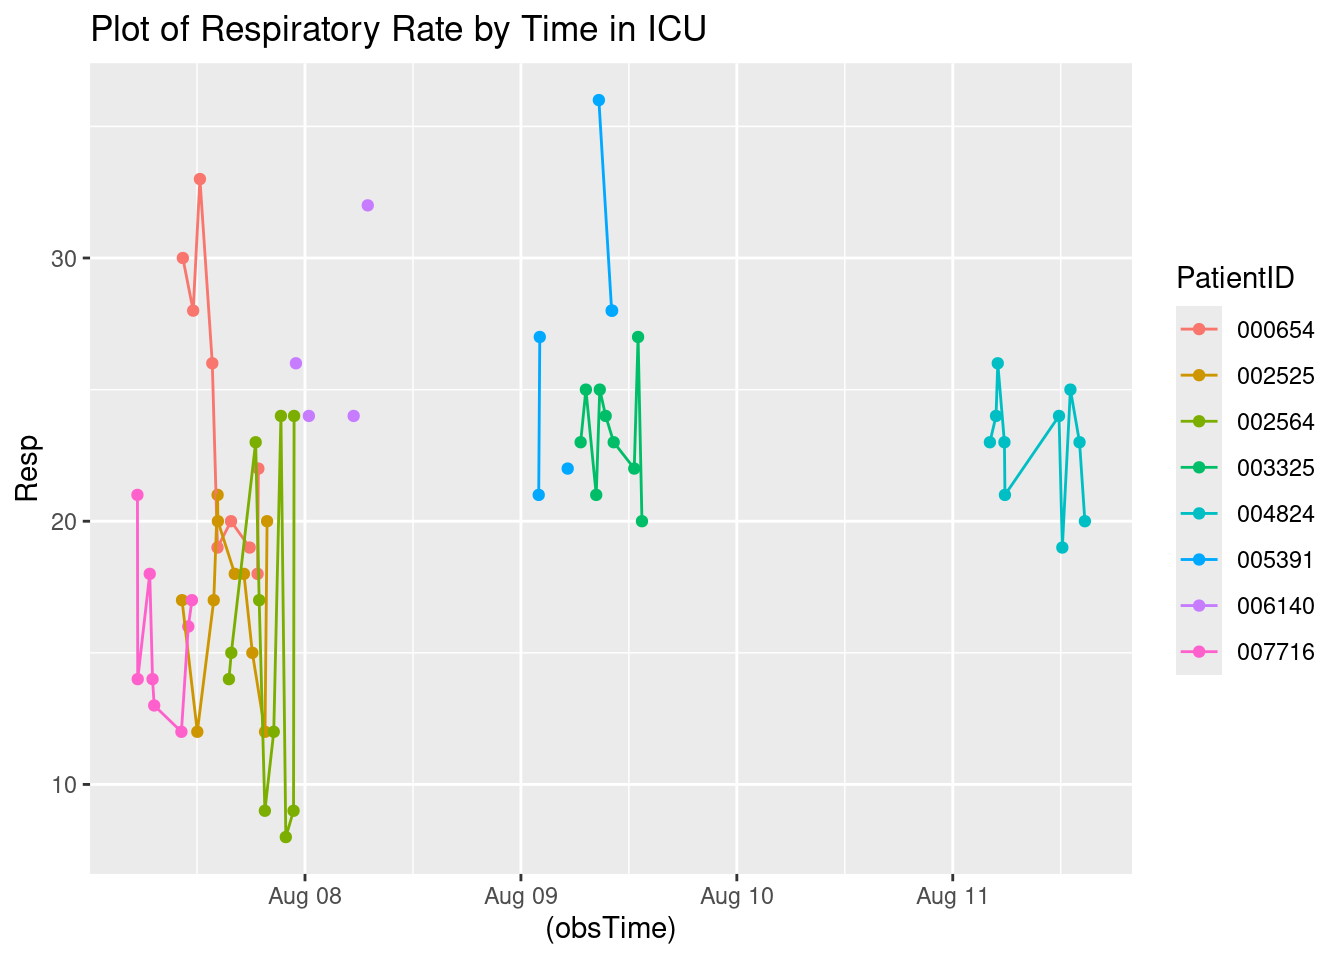 Plot of Respiratory Rate by Time in ICU
Resp
30
20
10
Aug 08
Aug 09
Aug 10
Aug 11
(obsTime)
PatientID
000654
002525
002564
003325
004824
005391
006140
007716